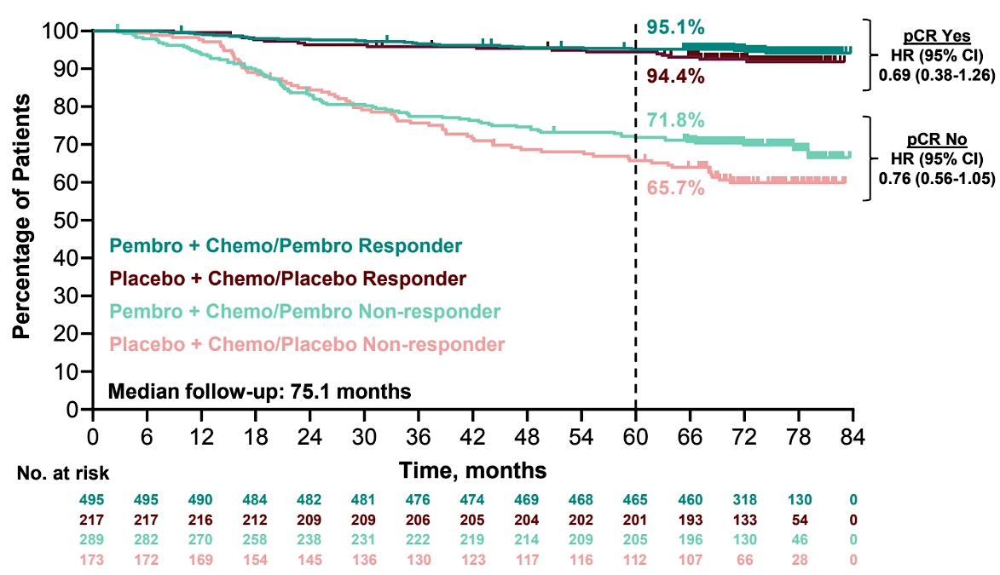 100
90
80
70
60
50
40
30
20
10
0
Percentage of Patients
95.1%
94.4%
71.8%
65.7%
pCR Yes
HR (95% CI)
0.69 (0.38-1.26)
pCR No
HR (95% CI)
0.76 (0.56-1.05)
Pembro + Chemo/Pembro Responder
Placebo + Chemo/Placebo Responder
Pembro + Chemo/Pembro Non-responder
Placebo + Chemo/Placebo Non-responder
Median follow-up: 75.1 months
0 6 12 18 24 30 36 42 48 54 60 66 72 78 84
Time, months
No. at risk
495 495 490 484 482 481 476 474 469 468 465 460 318 130 0
217 217 216 212 209 209 206 205 204 202 201 193 133 54 0
289 282 270 258 238 231 222 219 214 209 205 196 130 46 0
173 172 169 154 145 136 130 123 117 116 112 107 66 28 0